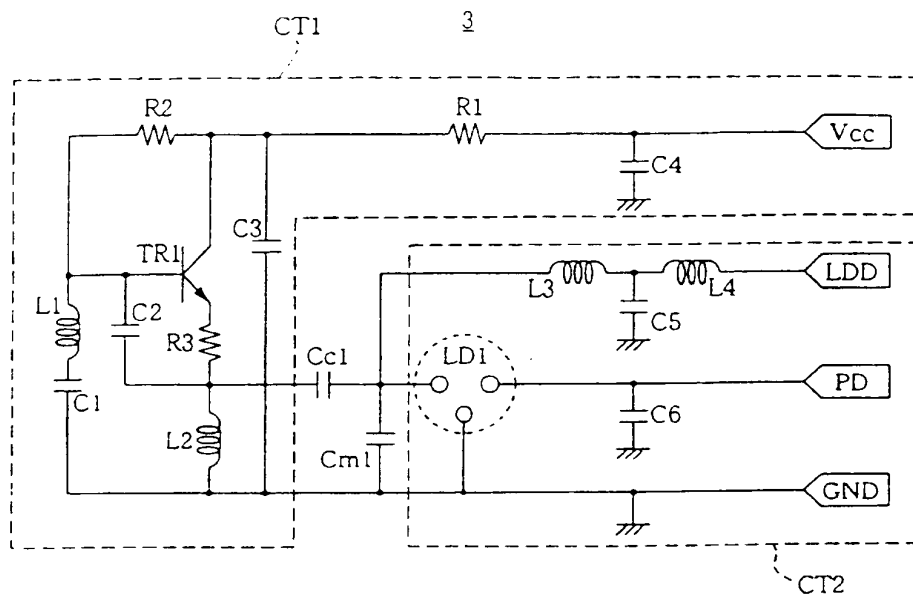 3
CT1
R2
R1
Vcc
C4
C3
TR1
L3
L4
LDD
L1
C2
R3
C5
Cc1
LD1
PD
C1
C6
L2
Cm1
GND
CT2